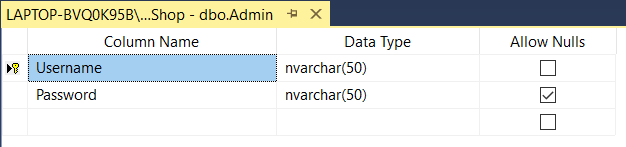 LAPTOP-BVQ0K95B\...Shop - dbo.Admin
Column Name Data Type Allow Nulls
Username nvarchar(50)
Password nvarchar(50)